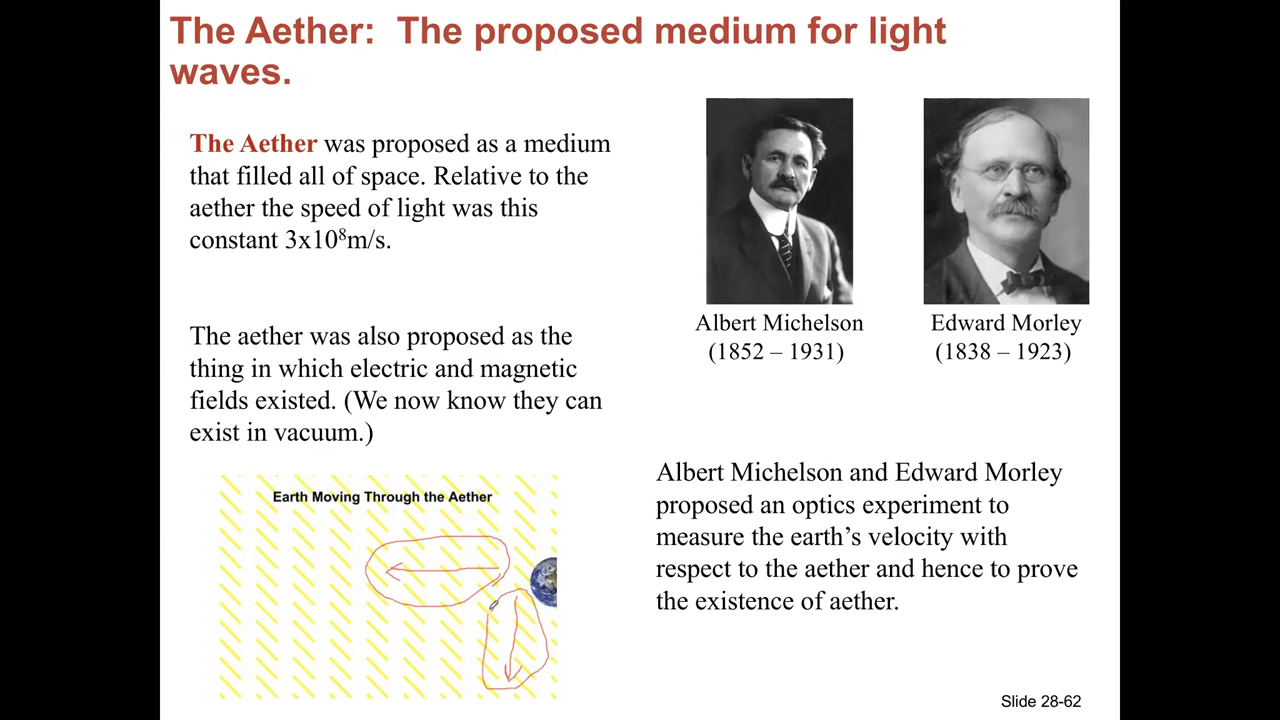 The Aether:  The proposed medium for light
waves.
The Aether was proposed as a medium
that filled all of space. Relative to the
aether the speed of light was this
constant 3x10⁸m/s.
The aether was also proposed as the
thing in which electric and magnetic
fields existed. (We now know they can
exist in vacuum.)
Earth Moving Through the Aether
Albert Michelson
(1852 – 1931)
Edward Morley
(1838 – 1923)
Albert Michelson and Edward Morley
proposed an optics experiment to
measure the earth’s velocity with
respect to the aether and hence to prove
the existence of aether.
Slide 28-62